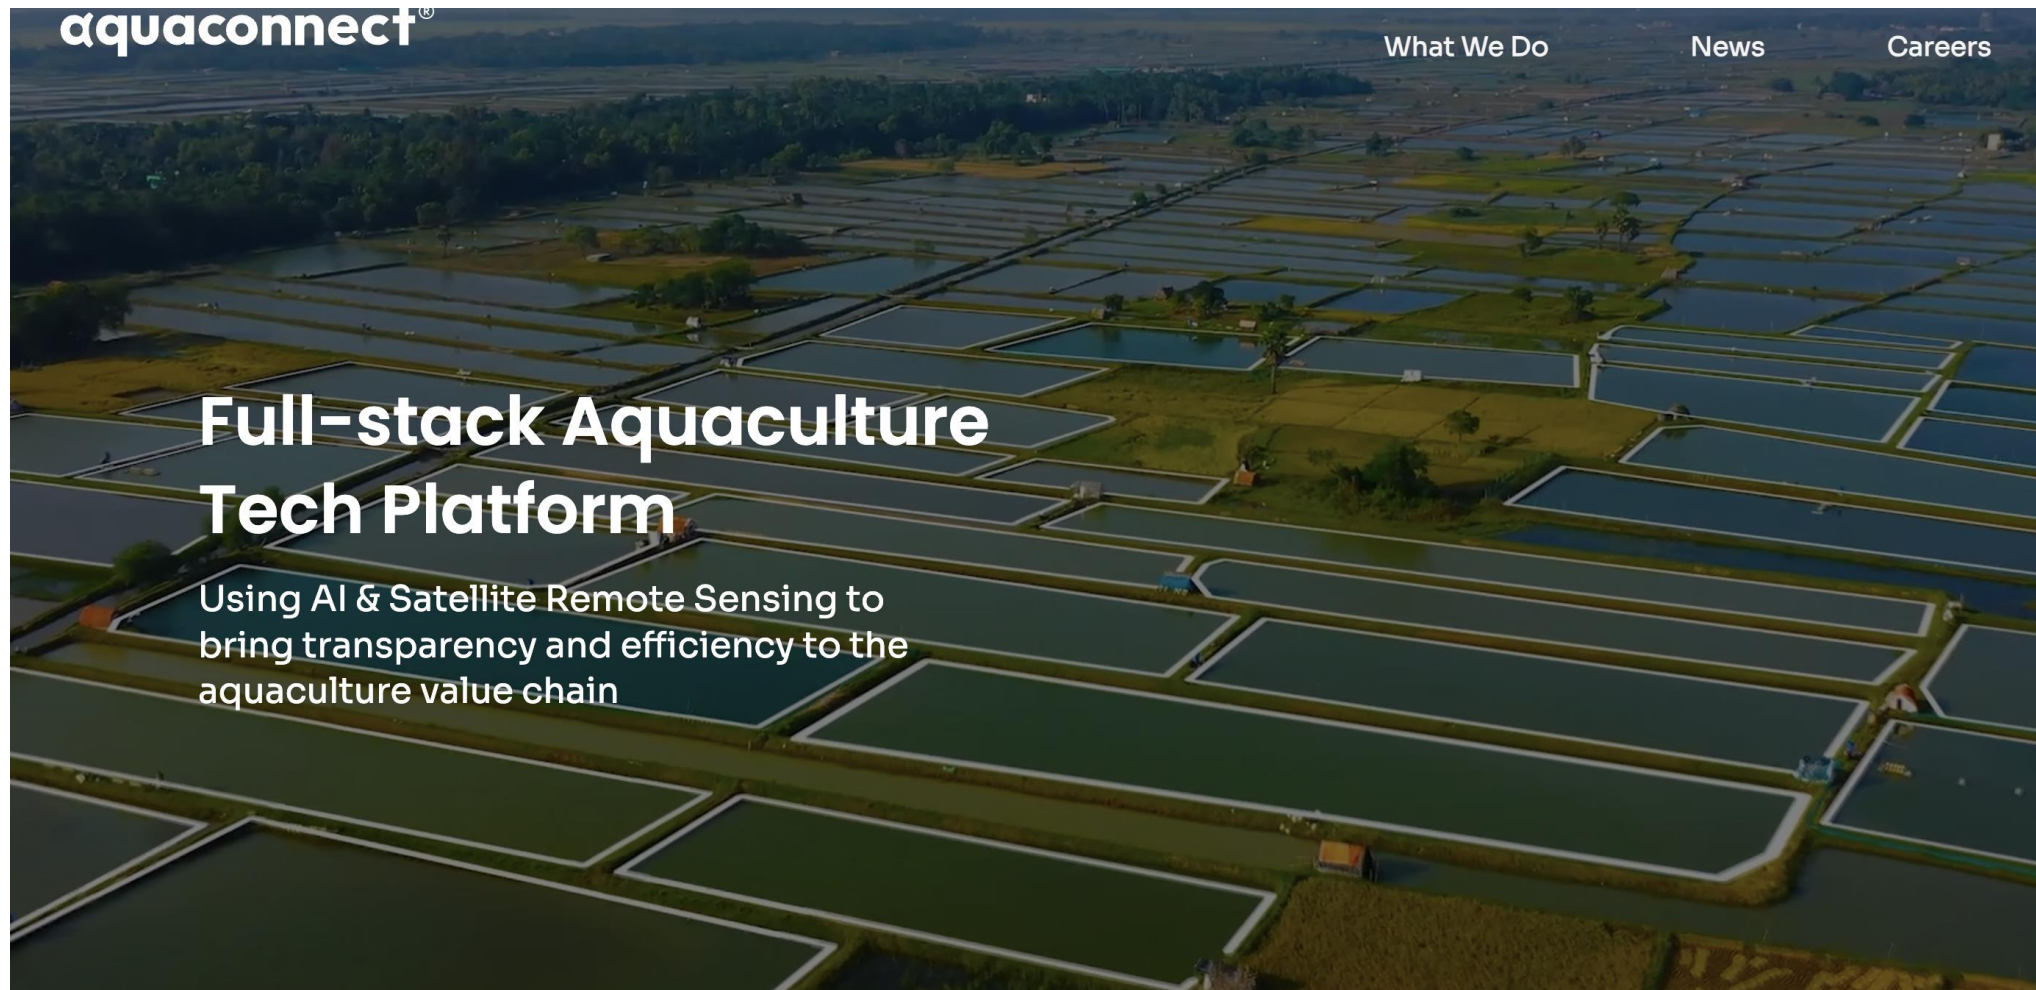 aquaconnect®
What We Do
News
Careers
Full-stack Aquaculture
Tech Platform
Using AI & Satellite Remote Sensing to
bring transparency and efficiency to the
aquaculture value chain